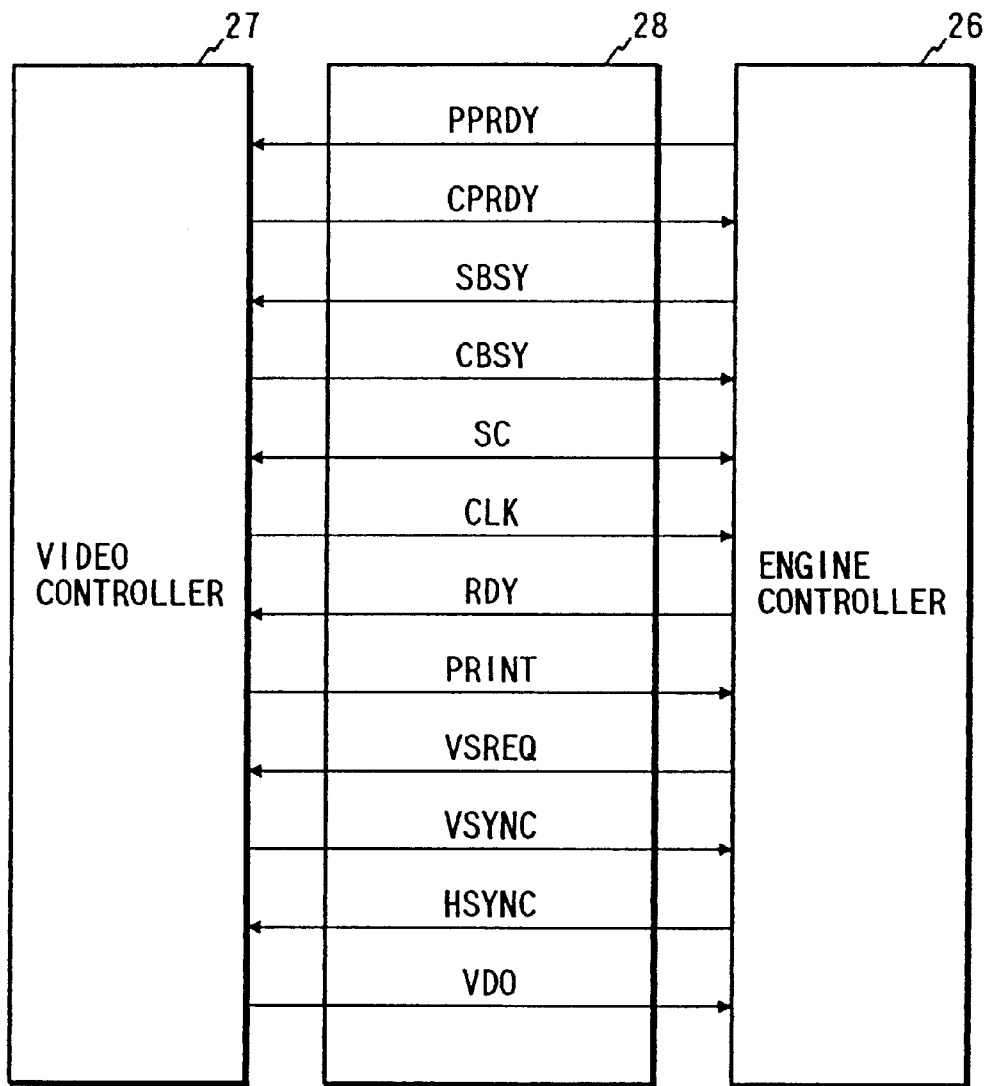 27
28
26
PPRDY
CPRDY
SBSY
CBSY
SC
CLK
VIDEO
CONTROLLER
RDY
ENGINE
CONTROLLER
PRINT
VSREQ
VSYNC
HSYNC
VDO